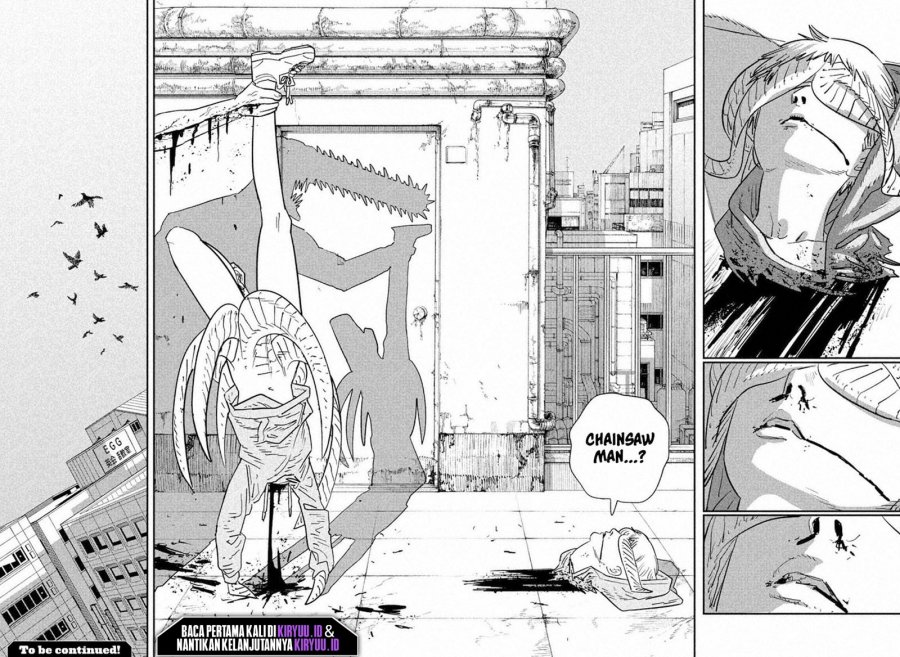 CHAINSAW
MAN...?
EGG
BACA PERTAMA KALI DI KIRYUU.ID &
NANTIKAN KELANJUTANNYA KIRYUU.ID
To be continued!